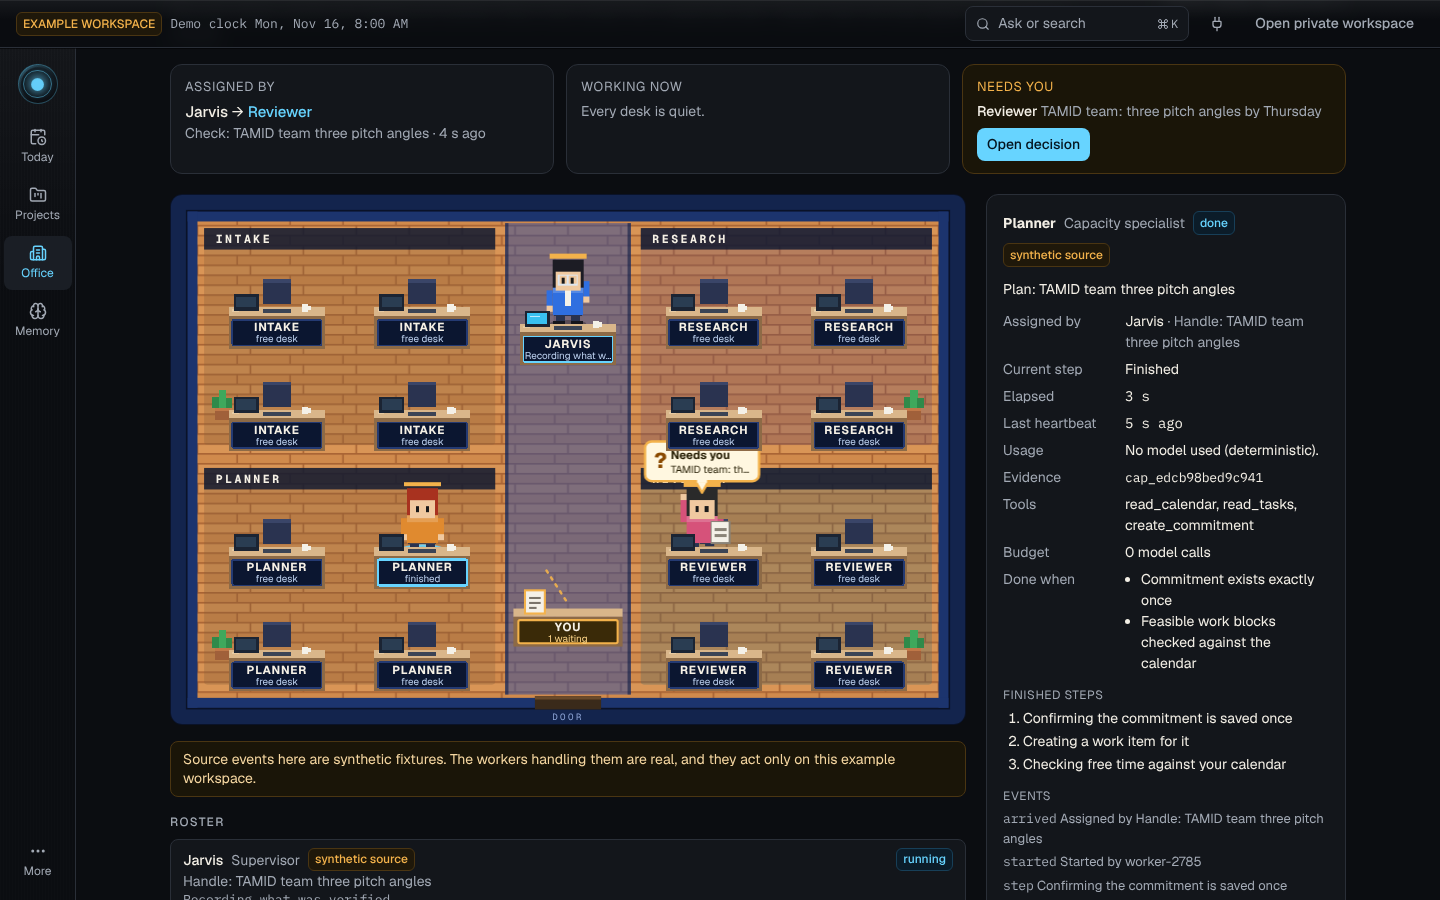 EXAMPLE WORKSPACE Demo clock Mon, Nov 16, 8:00 AM
Ask or search ⌘K
Open private workspace
Today
Projects
Office
Memory
More
ASSIGNED BY
Jarvis → Reviewer
Check: TAMID team three pitch angles · 4 s ago
WORKING NOW
Every desk is quiet.
NEEDS YOU
Reviewer TAMID team: three pitch angles by Thursday
Open decision
INTAKE
INTAKE
free desk
INTAKE
free desk
INTAKE
free desk
INTAKE
free desk
JARVIS
Recording what w...
RESEARCH
RESEARCH
free desk
RESEARCH
free desk
RESEARCH
free desk
RESEARCH
free desk
PLANNER
PLANNER
free desk
PLANNER
finished
PLANNER
free desk
PLANNER
free desk
? Needs you
TAMID team: th...
REVIEWER
free desk
REVIEWER
free desk
REVIEWER
free desk
REVIEWER
free desk
YOU
1 waiting
DOOR
Source events here are synthetic fixtures. The workers handling them are real, and they act only on this example
workspace.
ROSTER
Jarvis Supervisor synthetic source running
Handle: TAMID team three pitch angles
Recording what was verified
Planner Capacity specialist done
synthetic source
Plan: TAMID team three pitch angles
Assigned by Jarvis · Handle: TAMID team
three pitch angles
Current step Finished
Elapsed 3 s
Last heartbeat 5 s ago
Usage No model used (deterministic).
Evidence cap_edcb98bed9c941
Tools read_calendar, read_tasks,
create_commitment
Budget 0 model calls
Done when • Commitment exists exactly
once
• Feasible work blocks
checked against the
calendar
FINISHED STEPS
1. Confirming the commitment is saved once
2. Creating a work item for it
3. Checking free time against your calendar
EVENTS
arrived Assigned by Handle: TAMID team three pitch
angles
started Started by worker-2785
step Confirming the commitment is saved once